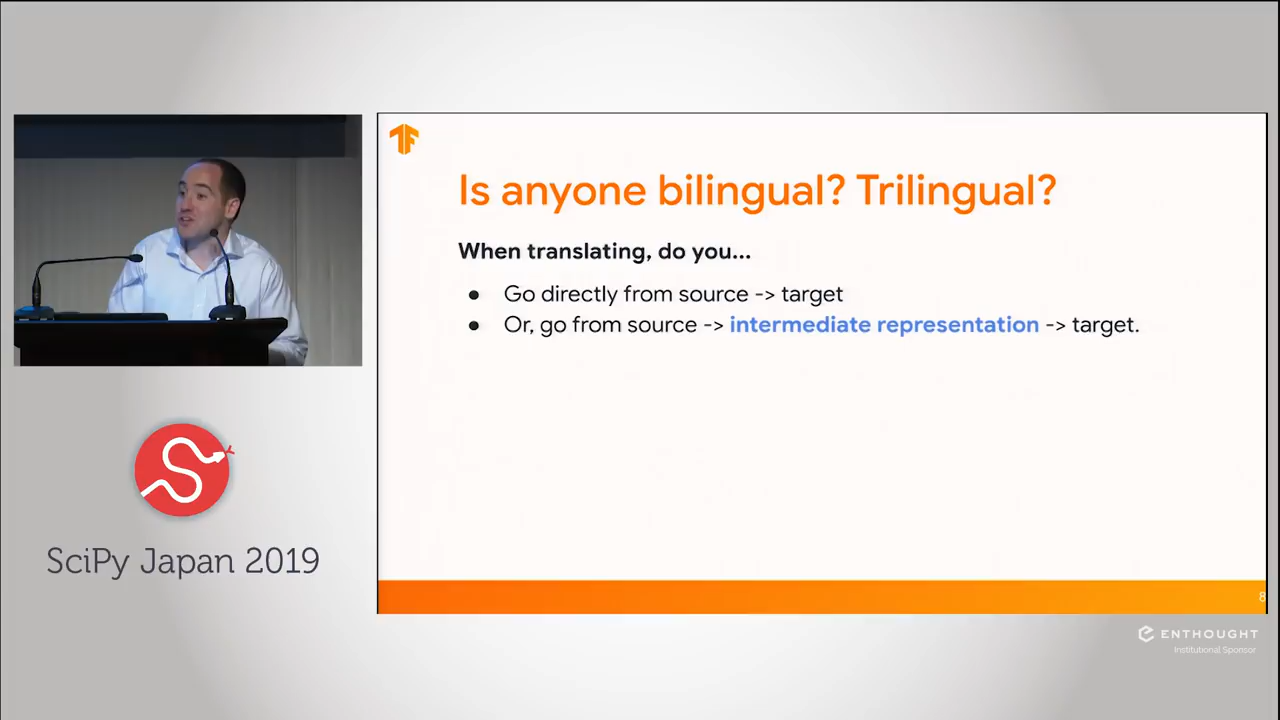 Is anyone bilingual? Trilingual?
When translating, do you...
● Go directly from source -> target
● Or, go from source -> intermediate representation -> target.
8
SciPy Japan 2019
ENTHOUGHT
Institutional Sponsor